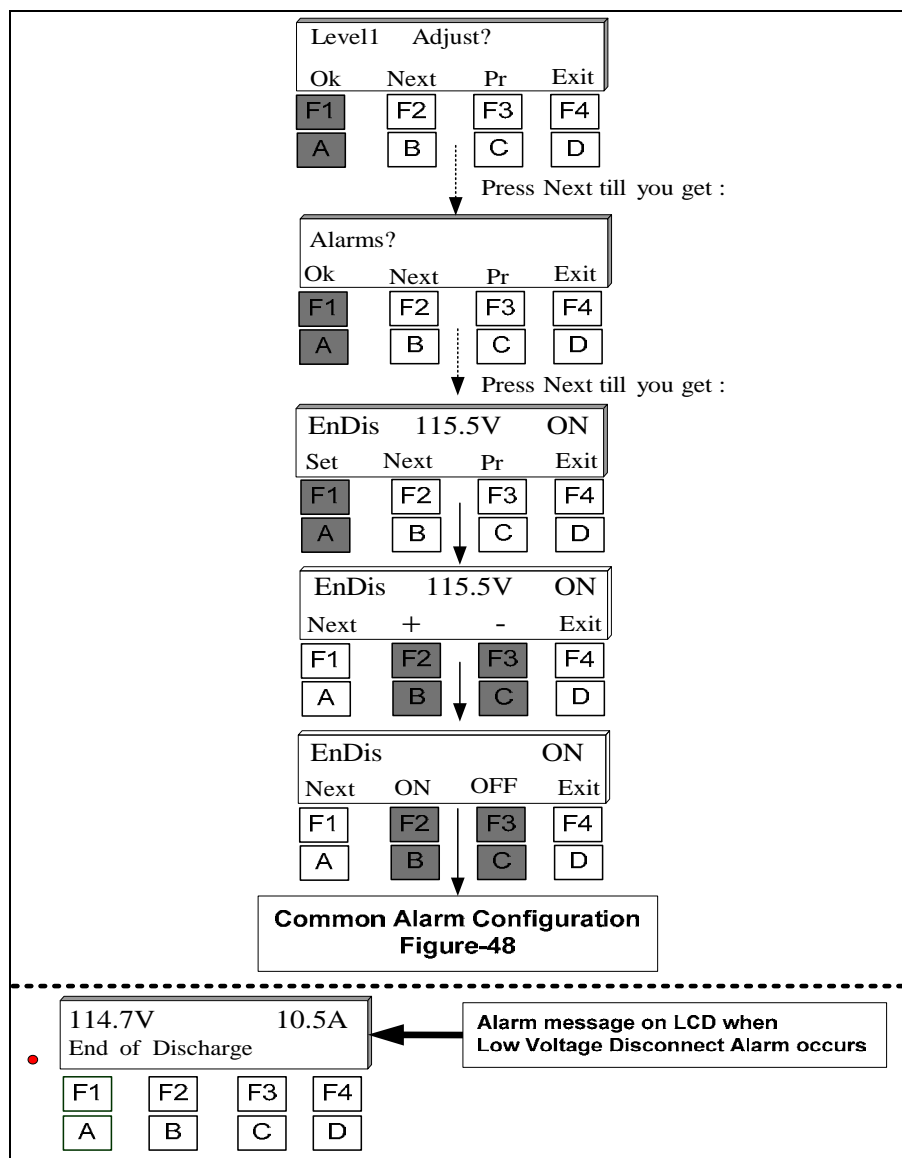 Level1 Adjust?
Ok Next Pr Exit
F1 F2 F3 F4
A B C D
Press Next till you get :
Alarms?
Ok Next Pr Exit
F1 F2 F3 F4
A B C D
Press Next till you get :
EnDis 115.5V ON
Set Next Pr Exit
F1 F2 F3 F4
A B C D
EnDis 115.5V ON
Next + - Exit
F1 F2 F3 F4
A B C D
EnDis ON
Next ON OFF Exit
F1 F2 F3 F4
A B C D
Common Alarm Configuration
Figure-48
114.7V 10.5A
End of Discharge
Alarm message on LCD when
Low Voltage Disconnect Alarm occurs
F1 F2 F3 F4
A B C D